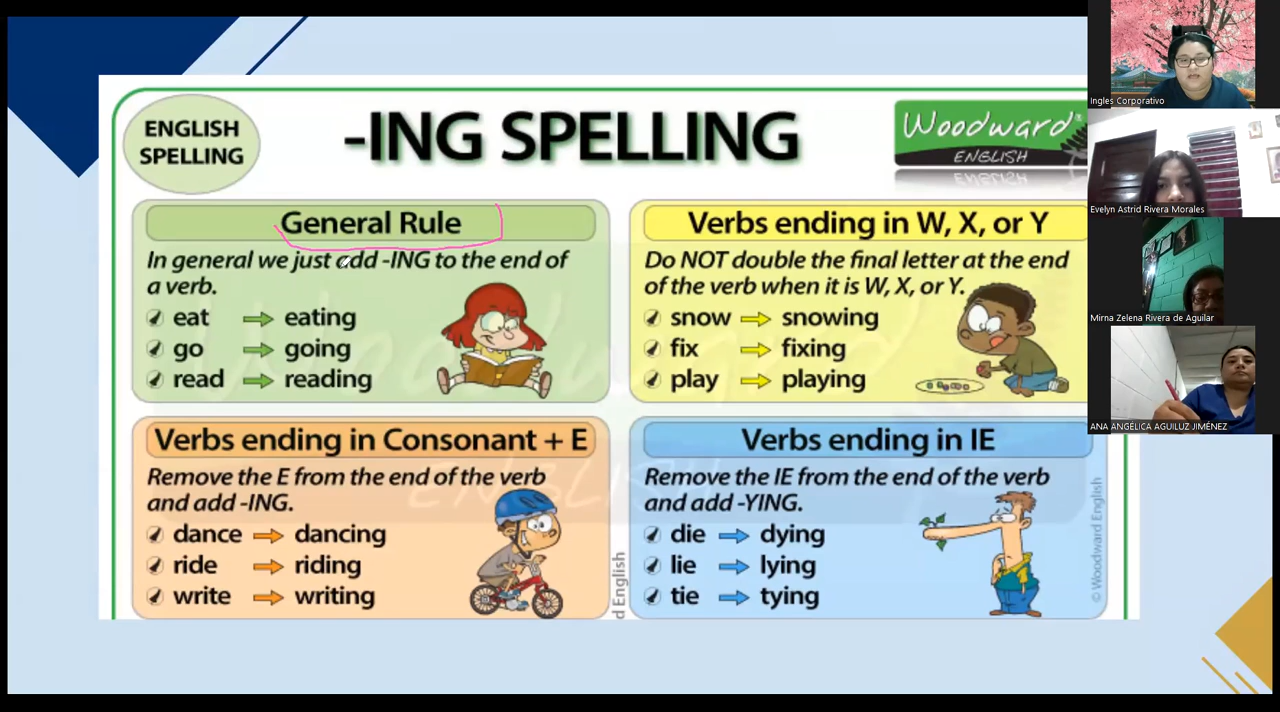 ENGLISH
SPELLING
-ING SPELLING
Woodward®
ENGLISH
General Rule
In general we just add -ING to the end of
a verb.
eat eating
go going
read reading
Verbs ending in W, X, or Y
Do NOT double the final letter at the end
of the verb when it is W, X, or Y.
snow snowing
fix fixing
play playing
Verbs ending in Consonant + E
Remove the E from the end of the verb
and add -ING.
dance dancing
ride riding
write writing
d English
Verbs ending in IE
Remove the IE from the end of the verb
and add -YING.
die dying
lie lying
tie tying
© Woodward English
Ingles Corporativo
Evelyn Astrid Rivera Morales
Mirna Zelena Rivera de Aguilar
ANA ANGÉLICA AGUILUZ JIMÉNEZ